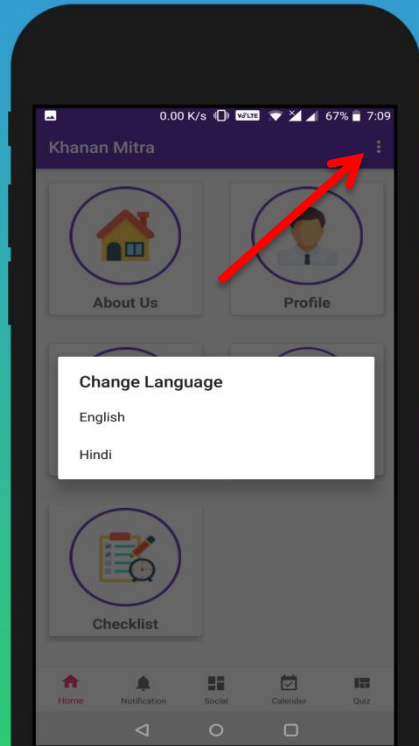 0.00 K/s VoLTE 67% 7:09
Khanan Mitra
About Us Profile
Change Language
English
Hindi
Checklist
Home Notification Social Calender Quiz